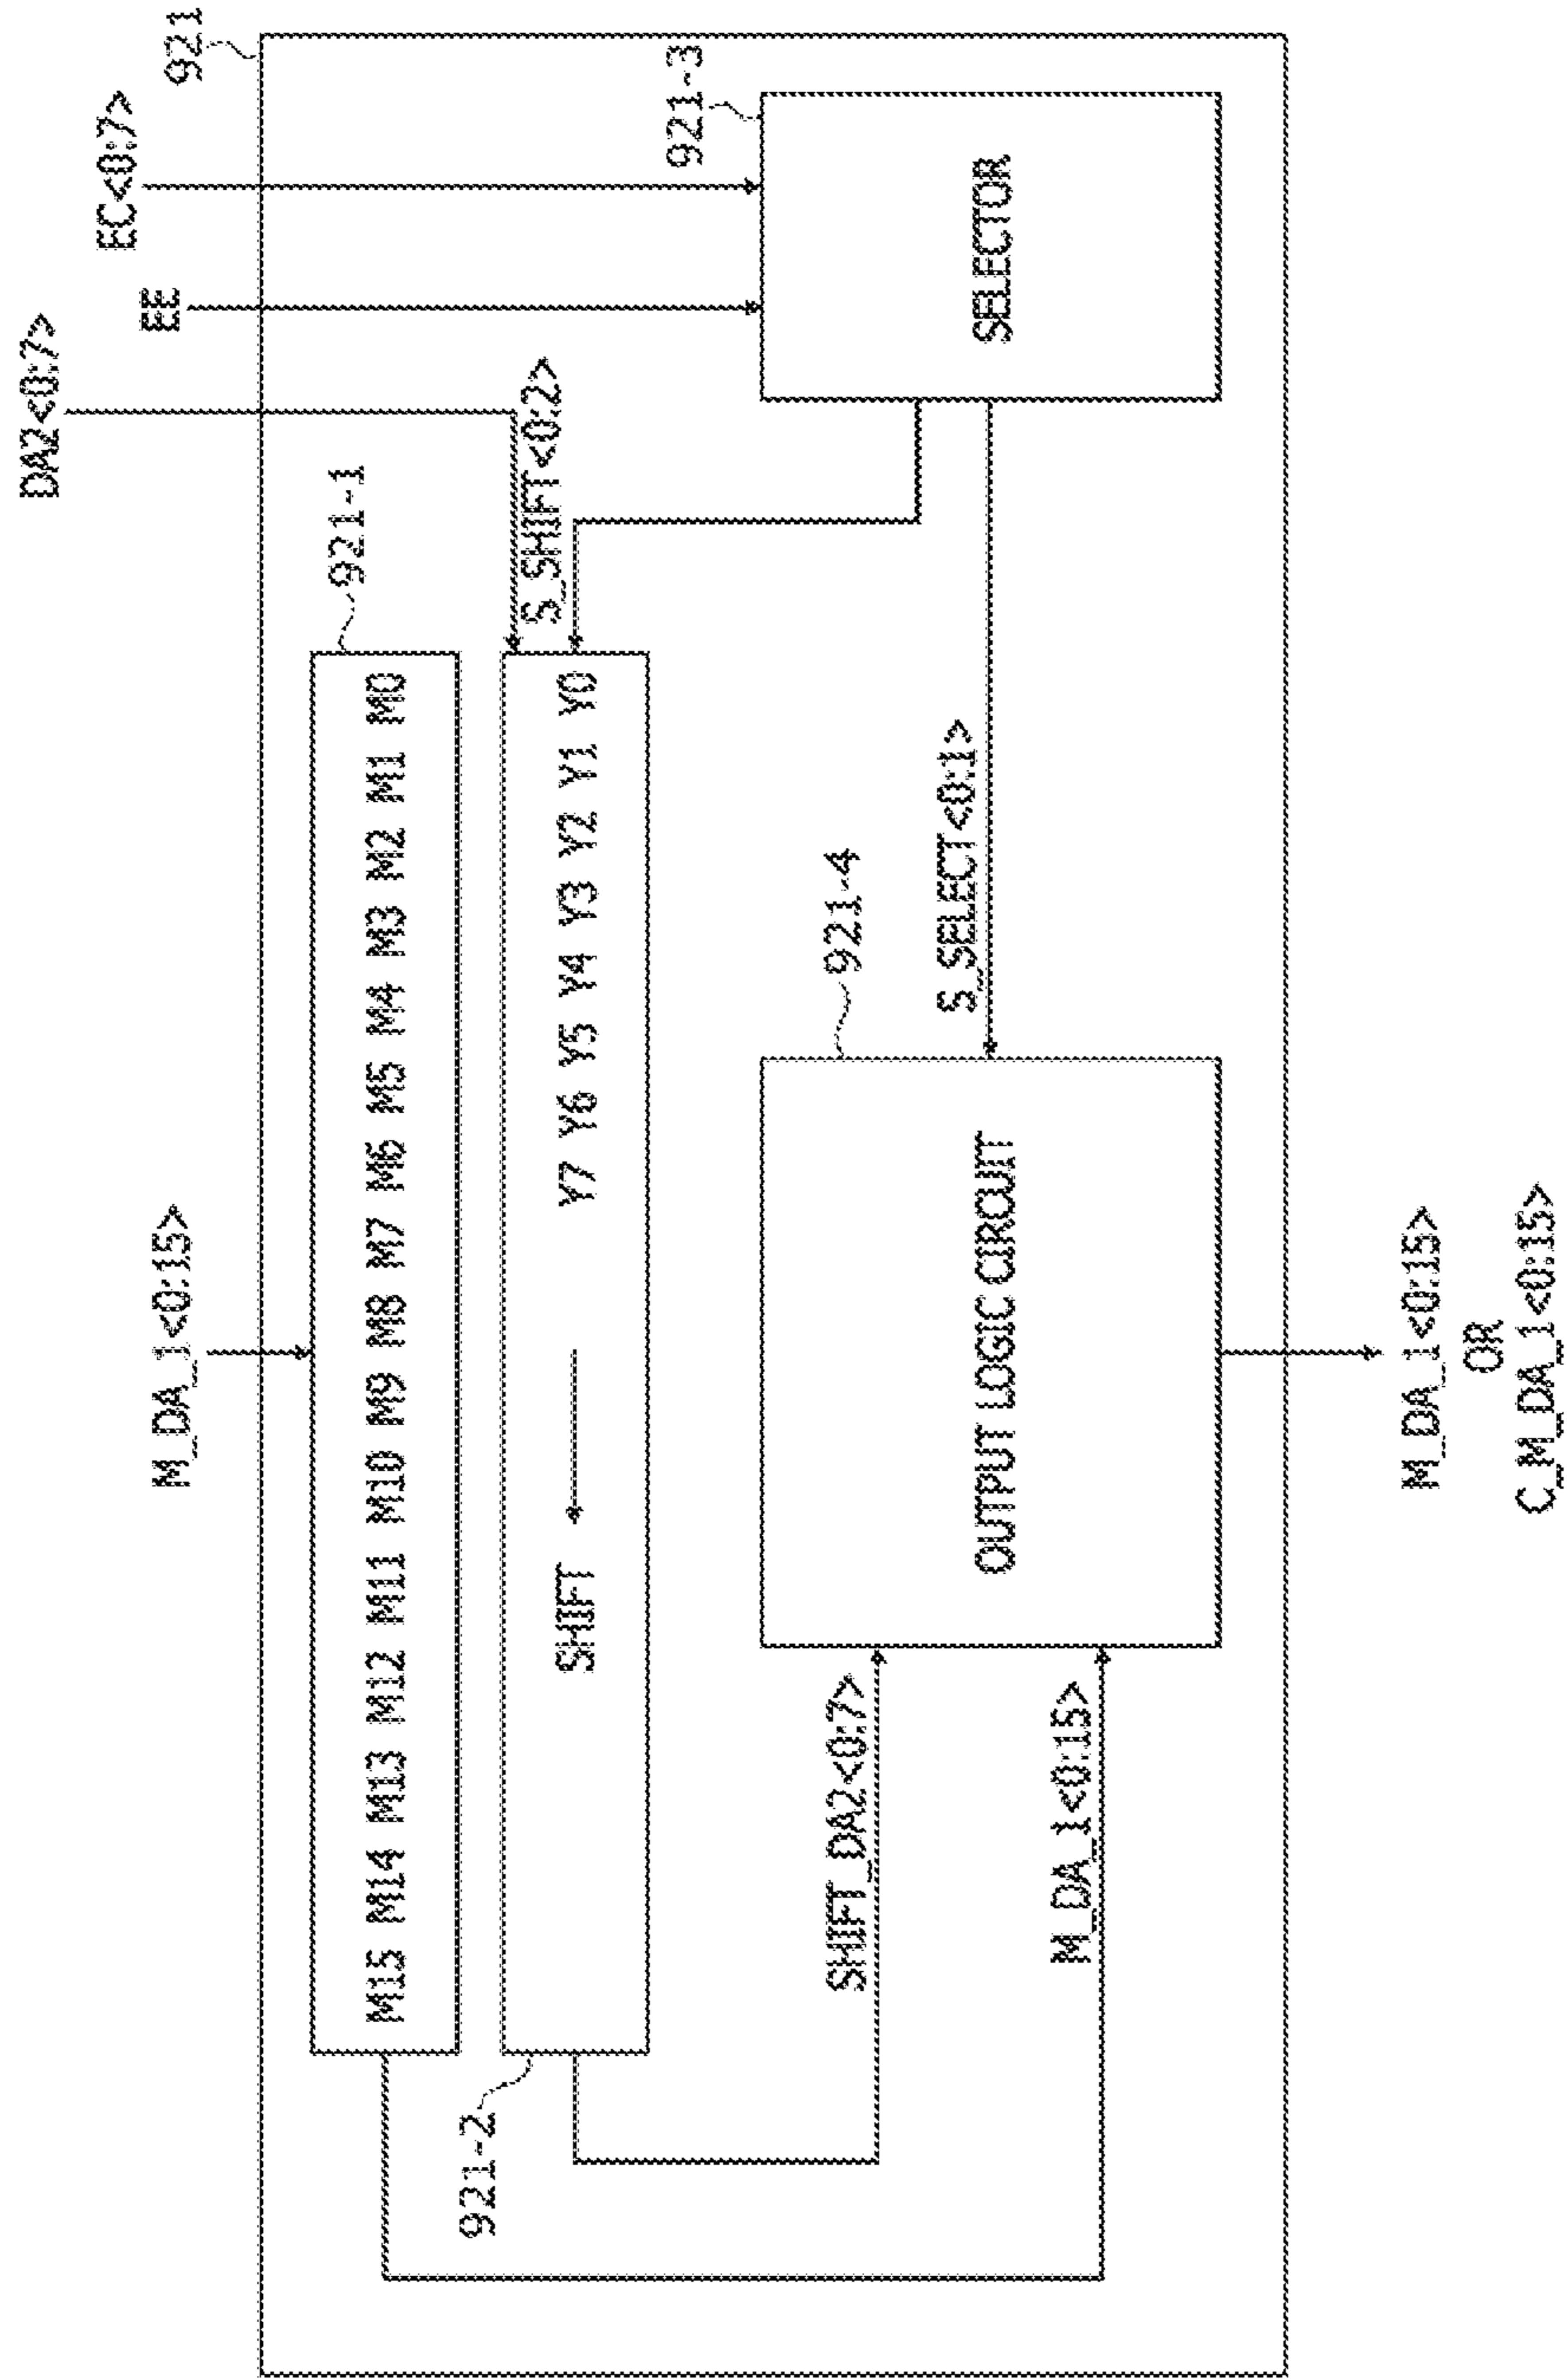 921
M_DA_1<0:15>
DA2<0:7>
EE
EC<0:7>
921-1
M15 M14 M13 M12 M11 M10 M9 M8 M7 M6 M5 M4 M3 M2 M1 M0
921-2
SHIFT
Y7 Y6 Y5 Y4 Y3 Y2 Y1 Y0
S_SHIFT<0:2>
921-3
SELECTOR
SHIFT_DA2<0:7>
921-4
OUTPUT LOGIC CIRCUIT
S_SELECT<0:1>
M_DA_1<0:15>
M_DA_1<0:15>
OR
C_M_DA_1<0:15>